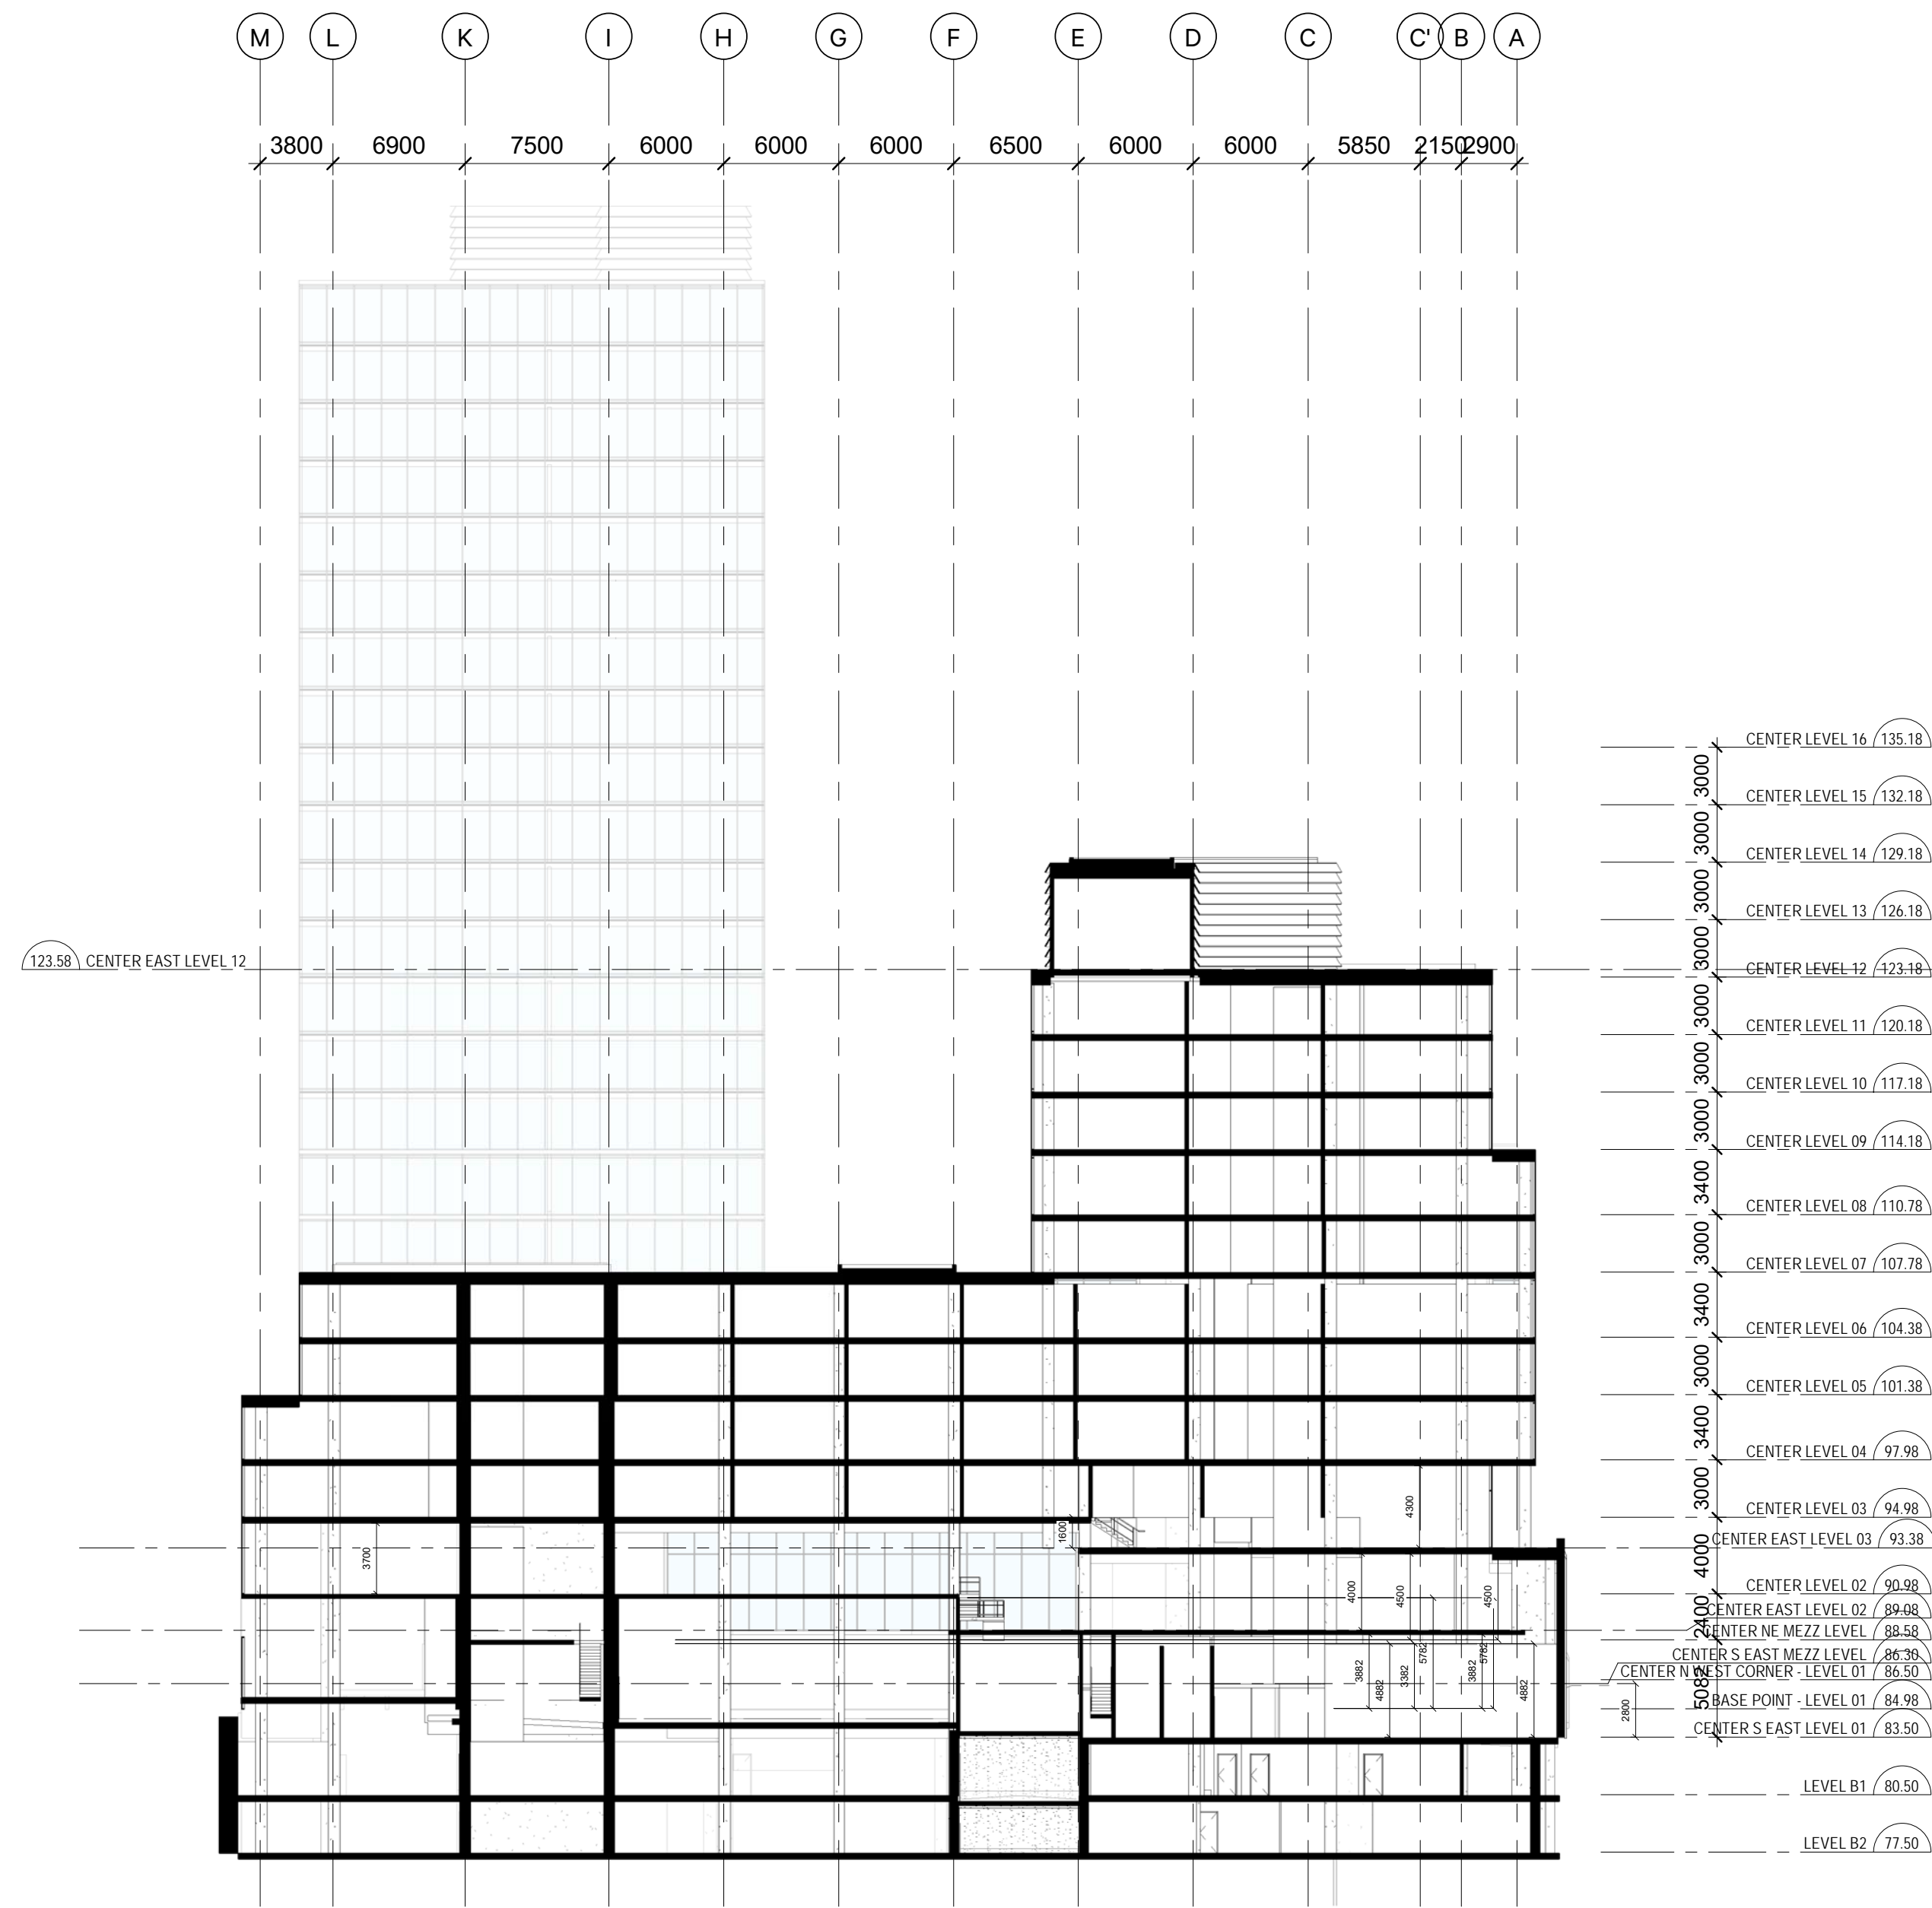 M L K I H G F E D C C' B A
3800 6900 7500 6000 6000 6000 6500 6000 6000 5850 2150 2900
CENTER LEVEL 16 135.18
3000
CENTER LEVEL 15 132.18
3000
CENTER LEVEL 14 129.18
3000
CENTER LEVEL 13 126.18
3000
123.58 CENTER EAST LEVEL 12
CENTER LEVEL 12 123.18
3000
CENTER LEVEL 11 120.18
3000
CENTER LEVEL 10 117.18
3000
CENTER LEVEL 09 114.18
3400
CENTER LEVEL 08 110.78
3000
CENTER LEVEL 07 107.78
3400
CENTER LEVEL 06 104.38
3000
CENTER LEVEL 05 101.38
3400
CENTER LEVEL 04 97.98
3000
4300
CENTER LEVEL 03 94.98
1600
CENTER EAST LEVEL 03 93.38
3700
4000
CENTER LEVEL 02 90.98
4000
4500
4500
CENTER EAST LEVEL 02 89.08
2400
CENTER NE MEZZ LEVEL 88.58
CENTER S EAST MEZZ LEVEL 86.30
CENTER N WEST CORNER - LEVEL 01 86.50
3882
4882
3382
5782
3882
5782
4882
5082
2800
BASE POINT - LEVEL 01 84.98
CENTER S EAST LEVEL 01 83.50
LEVEL B1 80.50
LEVEL B2 77.50